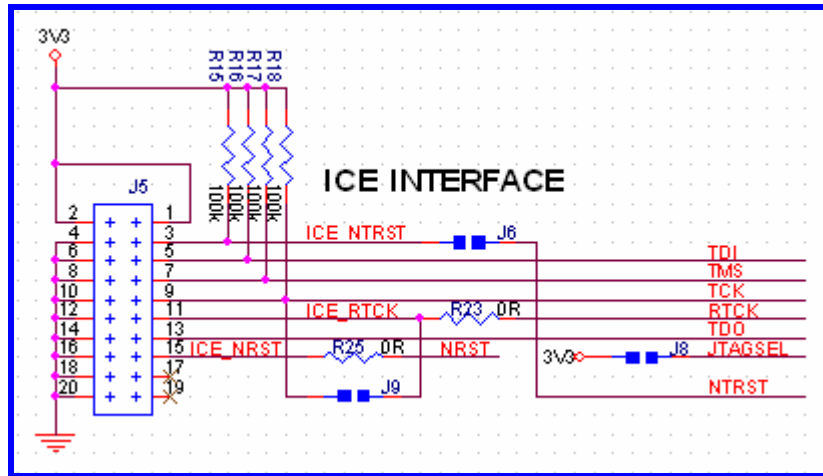 3V3
R15
R16
R17
R18
100k
100k
100k
100k
ICE INTERFACE
J5
2 1
4 3 ICE_NTRST J6
6 5 TDI
8 7 TMS
10 9 TCK
12 11 ICE_RTCK R23 0R RTCK
14 13 TDO
16 15 ICE_NRST R25 0R NRST 3V3 J8 JTAGSEL
18 17
20 19 J9 NTRST